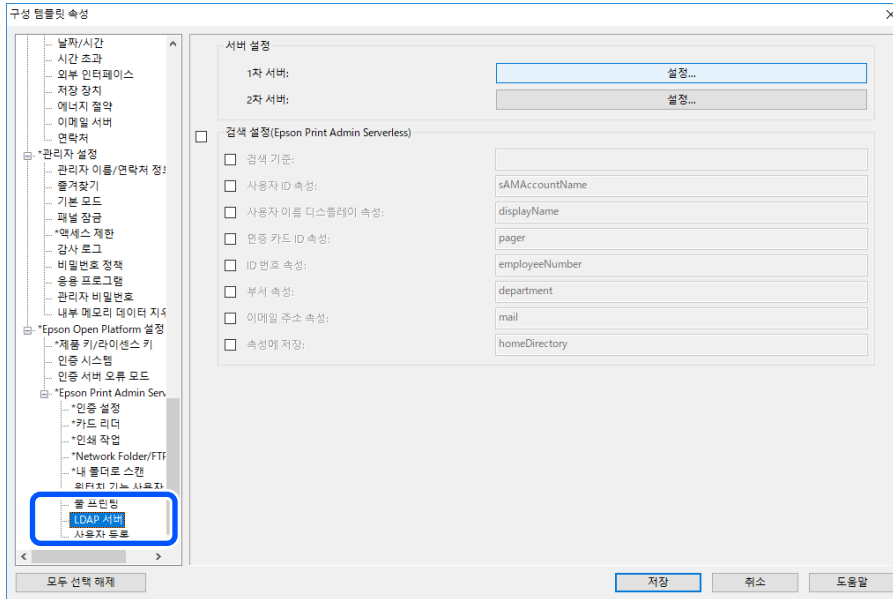 구성 템플릿 속성
날짜/시간
시간 초과
외부 인터페이스
저장 장치
에너지 절약
이메일 서버
연락처
*관리자 설정
관리자 이름/연락처 정보
즐겨찾기
기본 모드
패널 잠금
*액세스 제한
감사 로그
비밀번호 정책
응용 프로그램
관리자 비밀번호
내부 메모리 데이터 지우
*Epson Open Platform 설정
*제품 키/라이센스 키
인증 시스템
인증 서버 오류 모드
*Epson Print Admin Serv
*인증 설정
*카드 리더
*인쇄 작업
*Network Folder/FTP
*내 폴더로 스캔
원터치 기능 사용자
풀 프린팅
LDAP 서버
사용자 등록
모두 선택 해제
서버 설정
1차 서버:
설정...
2차 서버:
설정...
검색 설정(Epson Print Admin Serverless)
검색 기준:
사용자 ID 속성:
sAMAccountName
사용자 이름 디스플레이 속성:
displayName
인증 카드 ID 속성:
pager
ID 번호 속성:
employeeNumber
부서 속성:
department
이메일 주소 속성:
mail
속성에 저장:
homeDirectory
저장
취소
도움말